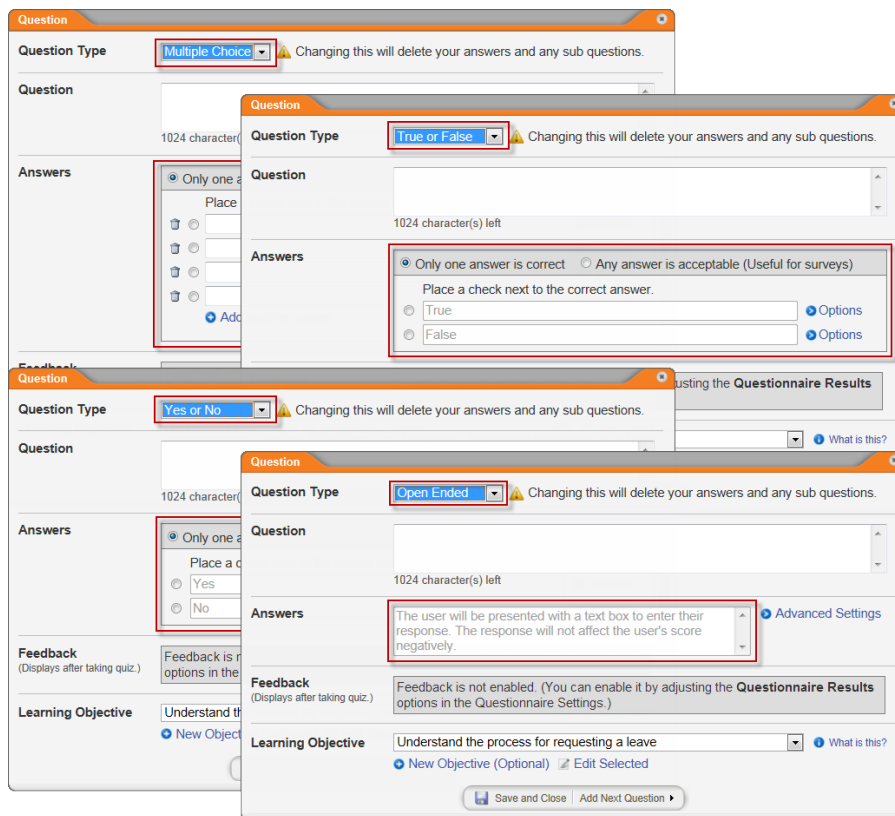 Question
Question Type Multiple Choice Changing this will delete your answers and any sub questions.
Question
1024 character(
Answers
Only one a
Place
Add
Question
Question Type True or False Changing this will delete your answers and any sub questions.
Question
1024 character(s) left
Answers
Only one answer is correct Any answer is acceptable (Useful for surveys)
Place a check next to the correct answer.
True Options
False Options
Feedback
usting the Questionnaire Results
What is this?
Question
Question Type Yes or No Changing this will delete your answers and any sub questions.
Question
1024 character(
Answers
Only one a
Place a c
Yes
No
Feedback
(Displays after taking quiz.)
Feedback is n
options in the
Learning Objective
Understand th
New Object
Question
Question Type Open Ended Changing this will delete your answers and any sub questions.
Question
1024 character(s) left
Answers
The user will be presented with a text box to enter their
response. The response will not affect the user's score
negatively.
Advanced Settings
Feedback
(Displays after taking quiz.)
Feedback is not enabled. (You can enable it by adjusting the Questionnaire Results
options in the Questionnaire Settings.)
Learning Objective
Understand the process for requesting a leave What is this?
New Objective (Optional) Edit Selected
Save and Close Add Next Question